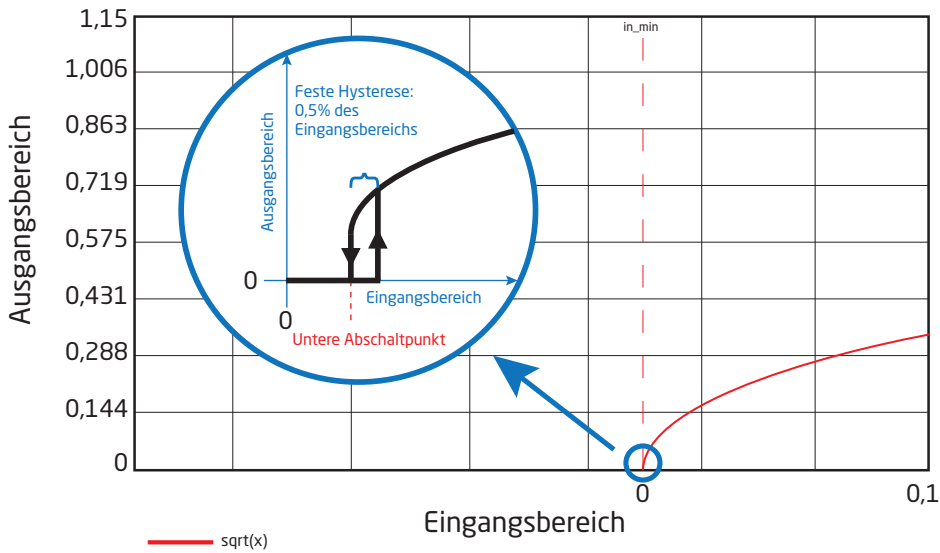 1,15
1,006
0,863
0.719
0.575
0.431
0.288
0,144
0
Ausgangsbereich
in_min
Feste Hysterese:
0,5% des
Eingangsbereichs
Ausgangsbereich
0
Eingangsbereich
0
Untere Abschaltpunkt
0
0,1
Eingangsbereich
sqrt(x)